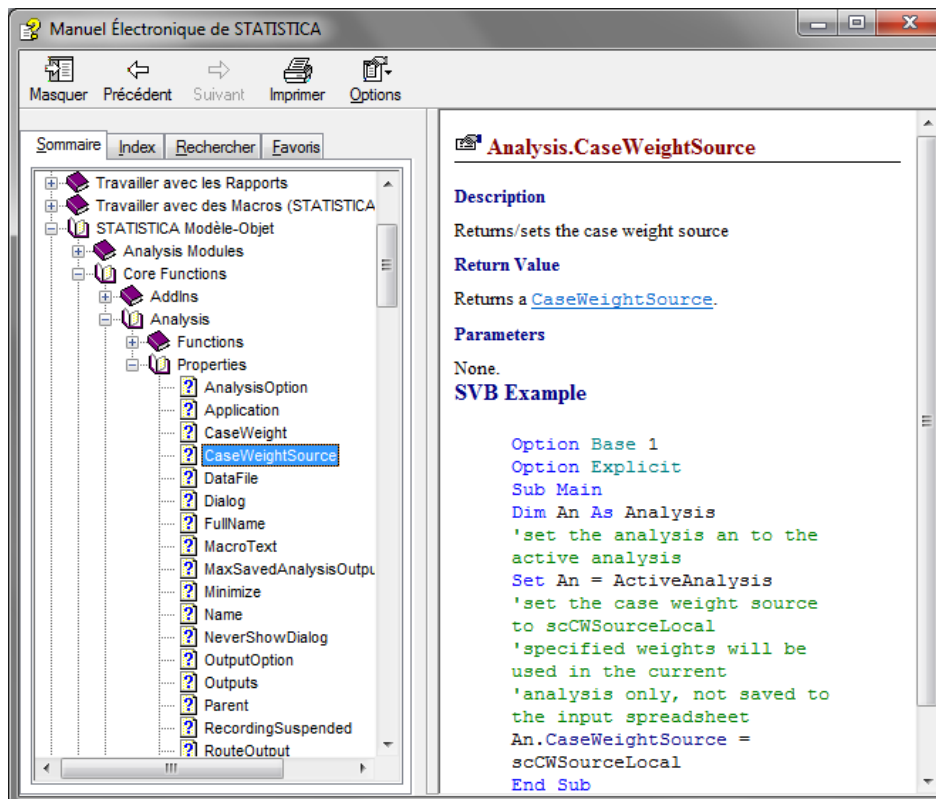 Manuel Électronique de STATISTICA
Masquer Précédent Suivant Imprimer Options
Sommaire Index Rechercher Favoris
Travailler avec les Rapports
Travailler avec des Macros (STATISTICA
STATISTICA Modèle-Objet
Analysis Modules
Core Functions
AddIns
Analysis
Functions
Properties
AnalysisOption
Application
CaseWeight
CaseWeightSource
DataFile
Dialog
FullName
MacroText
MaxSavedAnalysisOutpu
Minimize
Name
NeverShowDialog
OutputOption
Outputs
Parent
RecordingSuspended
RouteOutput
Analysis.CaseWeightSource
Description
Returns/sets the case weight source
Return Value
Returns a CaseWeightSource.
Parameters
None.
SVB Example
Option Base 1
Option Explicit
Sub Main
Dim An As Analysis
'set the analysis an to the
active analysis
Set An = ActiveAnalysis
'set the case weight source
to scCWSourceLocal
'specified weights will be
used in the current
'analysis only, not saved to
the input spreadsheet
An.CaseWeightSource =
scCWSourceLocal
End Sub